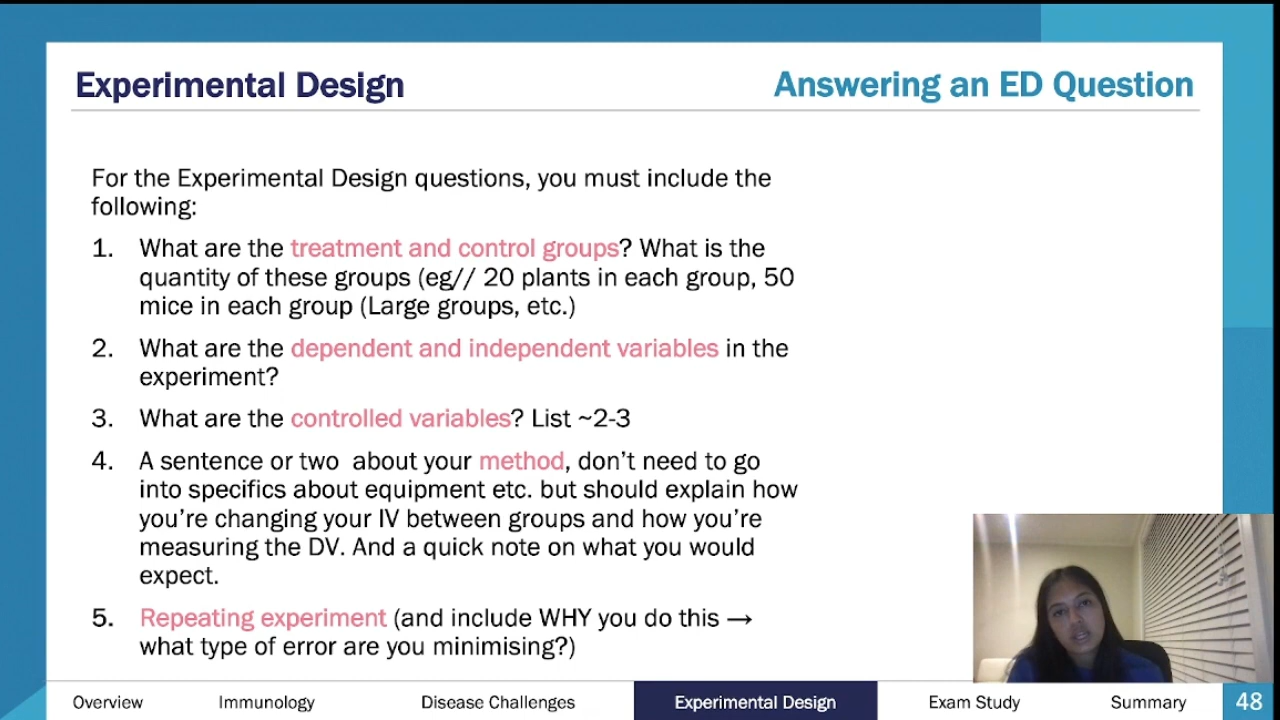 Experimental Design
Answering an ED Question
For the Experimental Design questions, you must include the
following:
1. What are the treatment and control groups? What is the
quantity of these groups (eg// 20 plants in each group, 50
mice in each group (Large groups, etc.)
2. What are the dependent and independent variables in the
experiment?
3. What are the controlled variables? List ~2-3
4. A sentence or two about your method, don't need to go
into specifics about equipment etc. but should explain how
you're changing your IV between groups and how you're
measuring the DV. And a quick note on what you would
expect.
5. Repeating experiment (and include WHY you do this →
what type of error are you minimising?)
Overview
Immunology
Disease Challenges
Experimental Design
Exam Study
Summary
48